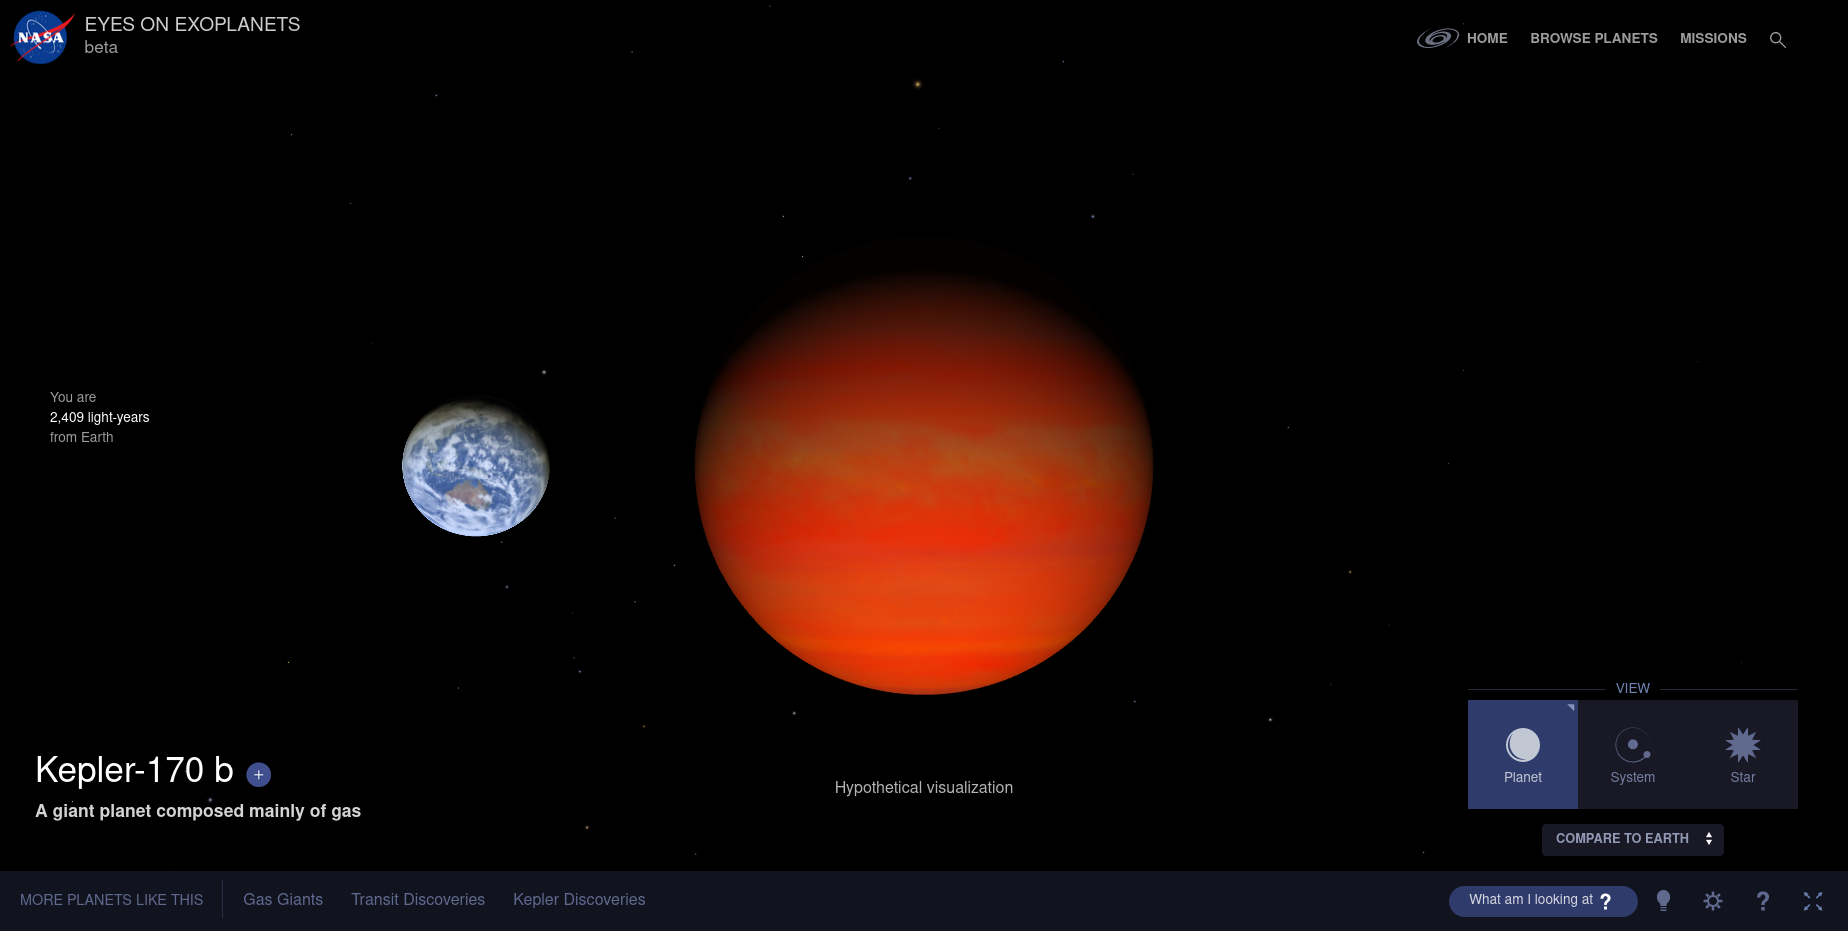 NASA
EYES ON EXOPLANETS
beta
HOME
BROWSE PLANETS
MISSIONS
You are
2,409 light-years
from Earth
Kepler-170 b +
A giant planet composed mainly of gas
Hypothetical visualization
VIEW
Planet
System
Star
COMPARE TO EARTH
MORE PLANETS LIKE THIS
Gas Giants
Transit Discoveries
Kepler Discoveries
What am I looking at ?
?